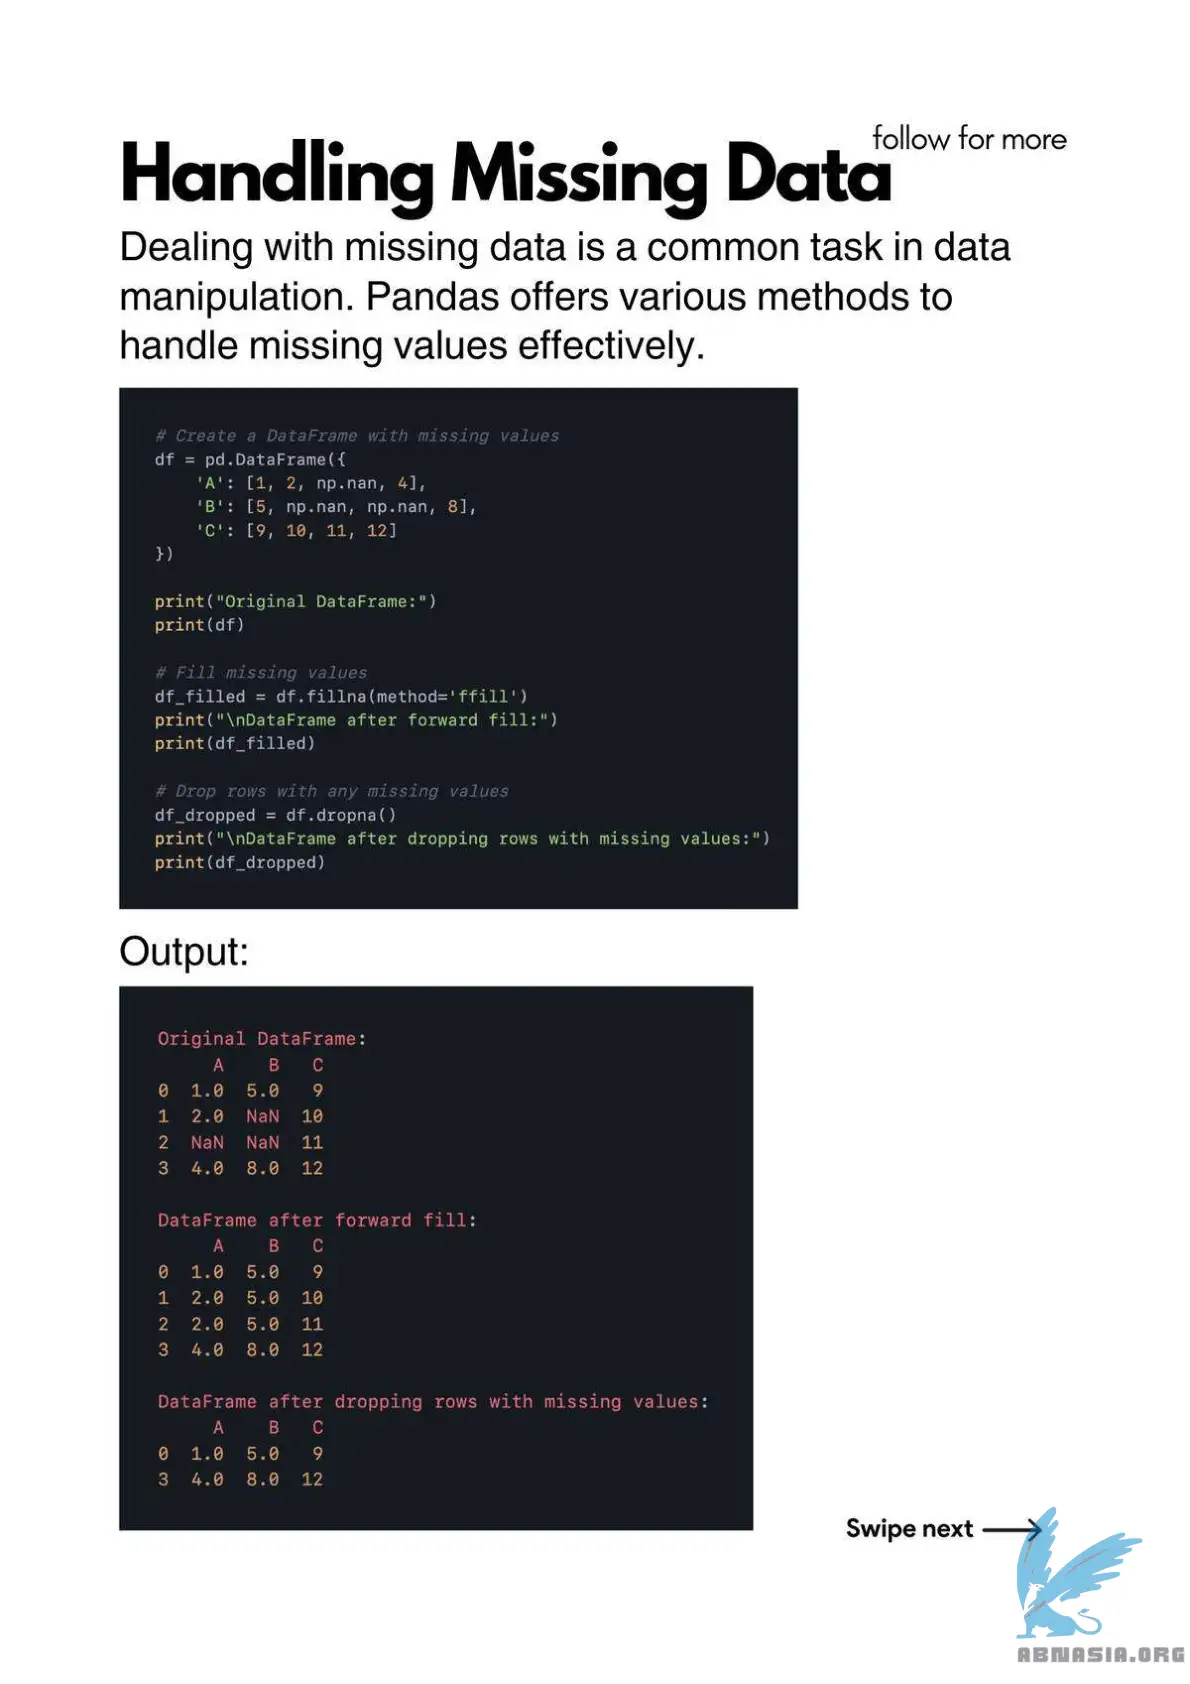 follow for more
Handling Missing Data
Dealing with missing data is a common task in data
manipulation. Pandas offers various methods to
handle missing values effectively.
# Create a DataFrame with missing values
df = pd.DataFrame({
    'A': [1, 2, np.nan, 4],
    'B': [5, np.nan, np.nan, 8],
    'C': [9, 10, 11, 12]
})
print("Original DataFrame:")
print(df)
# Fill missing values
df_filled = df.fillna(method='ffill')
print("\nDataFrame after forward fill:")
print(df_filled)
# Drop rows with any missing values
df_dropped = df.dropna()
print("\nDataFrame after dropping rows with missing values:")
print(df_dropped)
Output:
Original DataFrame:
     A    B   C
0  1.0  5.0   9
1  2.0  NaN  10
2  NaN  NaN  11
3  4.0  8.0  12
DataFrame after forward fill:
     A    B   C
0  1.0  5.0   9
1  2.0  5.0  10
2  2.0  5.0  11
3  4.0  8.0  12
DataFrame after dropping rows with missing values:
     A    B   C
0  1.0  5.0   9
3  4.0  8.0  12
Swipe next
ABNASIA.ORG